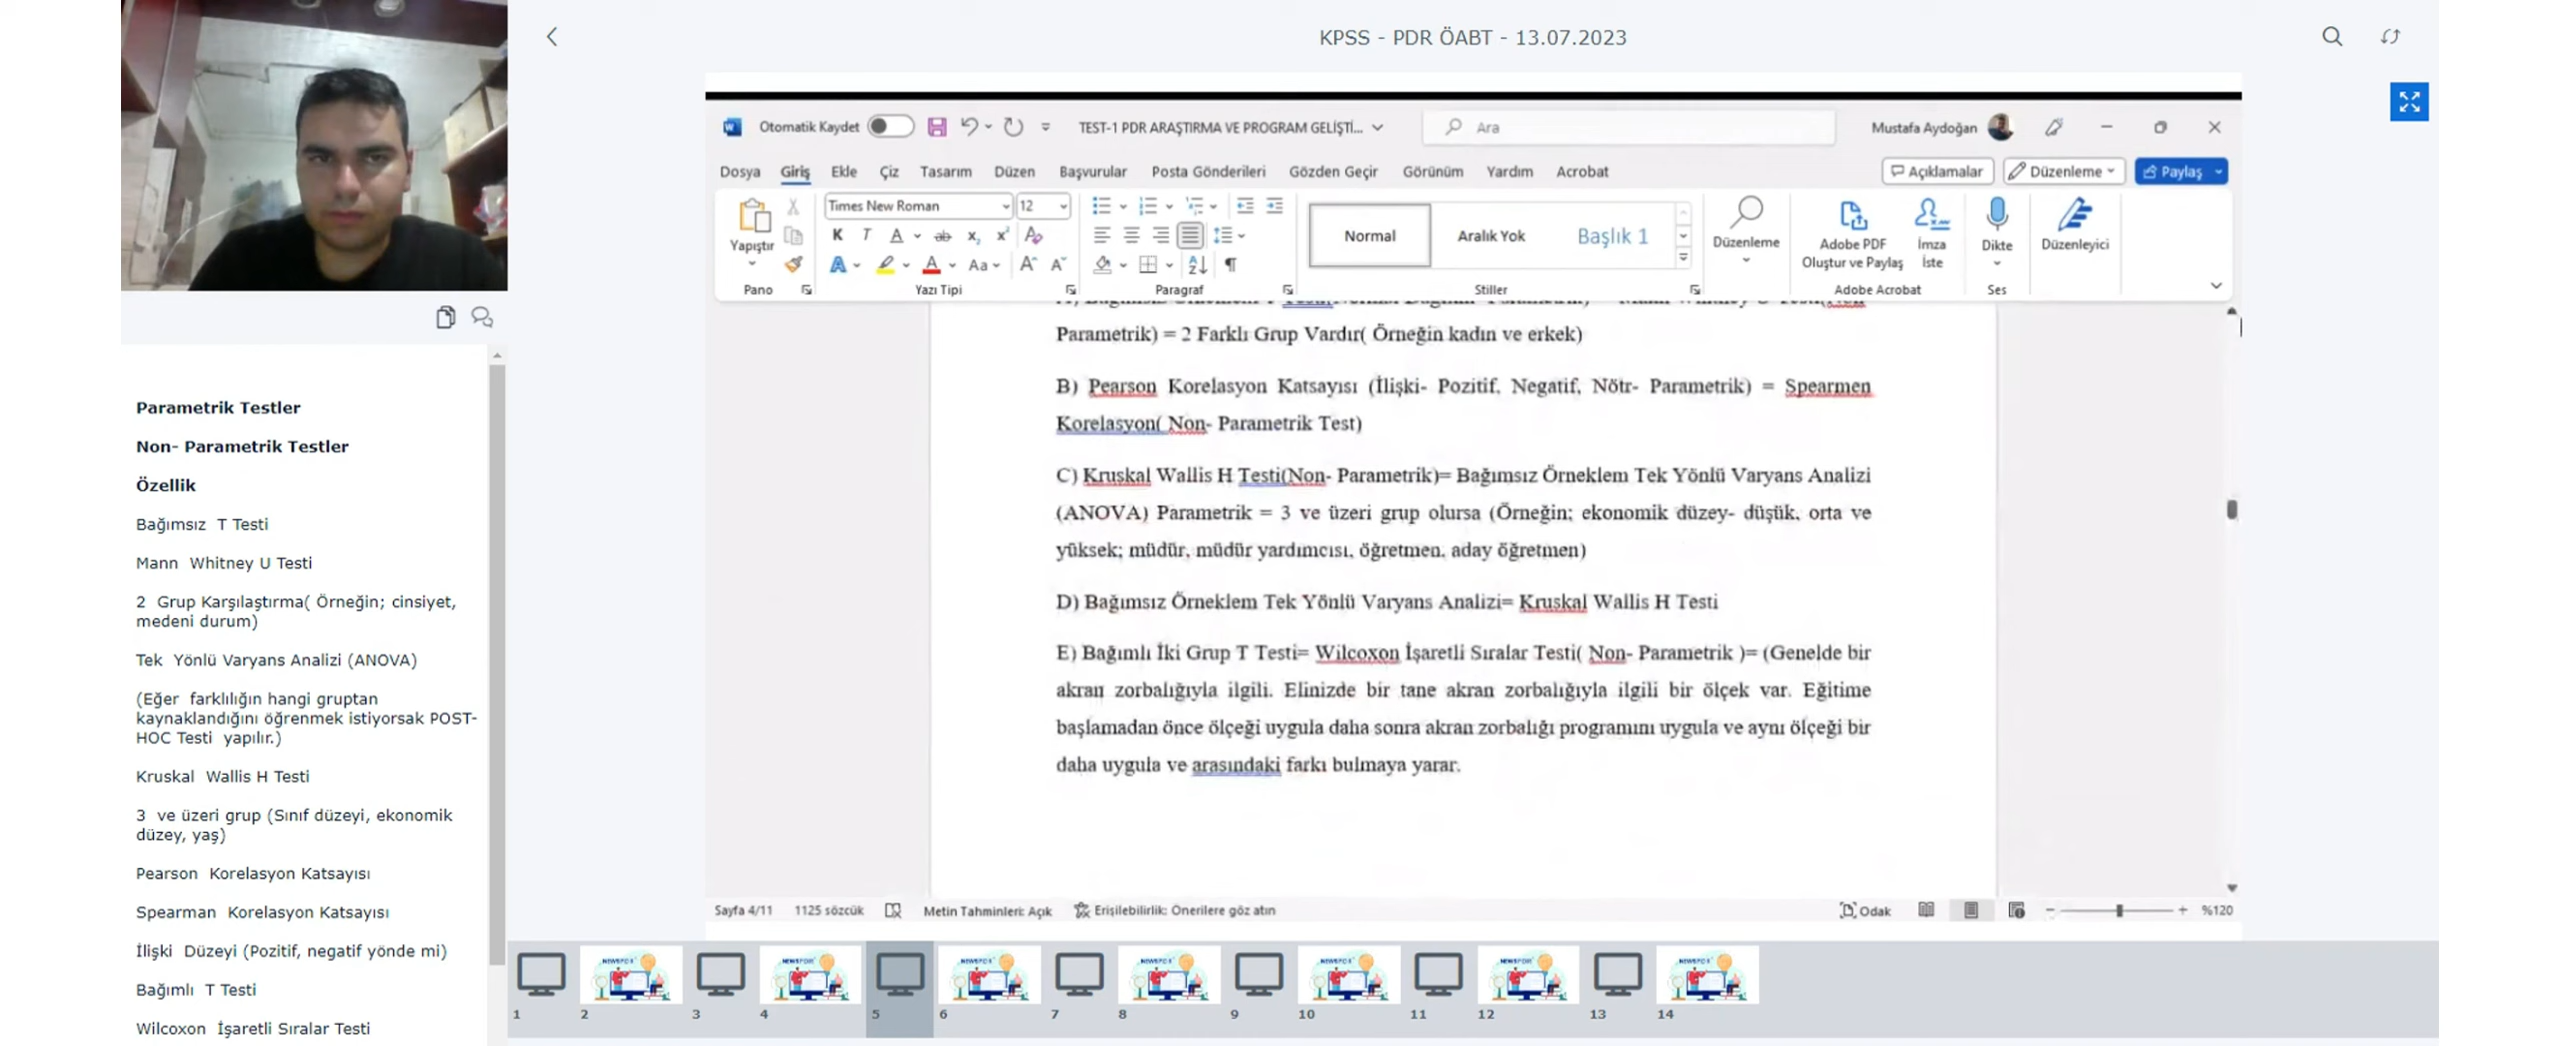 KPSS - PDR ÖABT - 13.07.2023
Otomatik Kaydet
TEST-1 PDR ARAŞTIRMA VE PROGRAM GELİŞTİ...
Ara
Mustafa Aydoğan
Dosya Giriş Ekle Çiz Tasarım Düzen Başvurular Posta Gönderileri Gözden Geçir Görünüm Yardım Acrobat
Açıklamalar Düzenleme Paylaş
Yapıştır
Times New Roman 12
Normal Aralık Yok Başlık 1
Düzenleme
Adobe PDF
Oluştur ve Paylaş
İmza
İste
Dikte
Düzenleyici
Pano Yazı Tipi Paragraf Stiller Adobe Acrobat Ses
Parametrik) = 2 Farklı Grup Vardır( Örneğin kadın ve erkek)
B) Pearson Korelasyon Katsayısı (İlişki- Pozitif, Negatif, Nötr- Parametrik) = Spearmen
Korelasyon( Non- Parametrik Test)
C) Kruskal Wallis H Testi(Non- Parametrik)= Bağımsız Örneklem Tek Yönlü Varyans Analizi
(ANOVA) Parametrik = 3 ve üzeri grup olursa (Örneğin; ekonomik düzey- düşük, orta ve
yüksek; müdür, müdür yardımcısı, öğretmen, aday öğretmen)
D) Bağımsız Örneklem Tek Yönlü Varyans Analizi= Kruskal Wallis H Testi
E) Bağımlı İki Grup T Testi= Wilcoxon İşaretli Sıralar Testi( Non- Parametrik )= (Genelde bir
akran zorbalığıyla ilgili. Elinizde bir tane akran zorbalığıyla ilgili bir ölçek var. Eğitime
başlamadan önce ölçeği uygula daha sonra akran zorbalığı programını uygula ve aynı ölçeği bir
daha uygula ve arasındaki farkı bulmaya yarar.
Sayfa 4/11 1125 sözcük Metin Tahminleri: Açık Erişilebilirlik: Önerilere göz atın Odak %120
Parametrik Testler
Non- Parametrik Testler
Özellik
Bağımsız T Testi
Mann Whitney U Testi
2 Grup Karşılaştırma( Örneğin; cinsiyet,
medeni durum)
Tek Yönlü Varyans Analizi (ANOVA)
(Eğer farklılığın hangi gruptan
kaynaklandığını öğrenmek istiyorsak POST-
HOC Testi yapılır.)
Kruskal Wallis H Testi
3 ve üzeri grup (Sınıf düzeyi, ekonomik
düzey, yaş)
Pearson Korelasyon Katsayısı
Spearman Korelasyon Katsayısı
İlişki Düzeyi (Pozitif, negatif yönde mi)
Bağımlı T Testi
Wilcoxon İşaretli Sıralar Testi
1 2 3 4 5 6 7 8 9 10 11 12 13 14